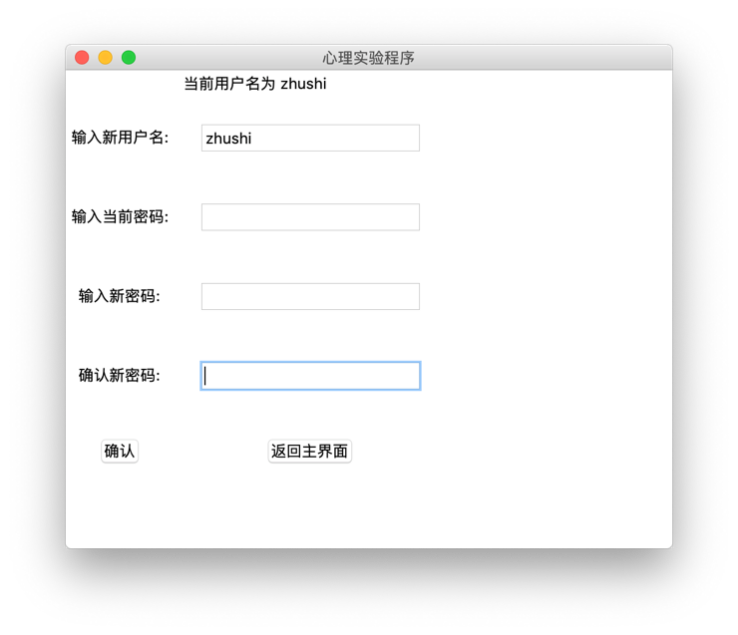 心理实验程序
当前用户名为 zhushi
输入新用户名: zhushi
输入当前密码:
输入新密码:
确认新密码:
确认 返回主界面